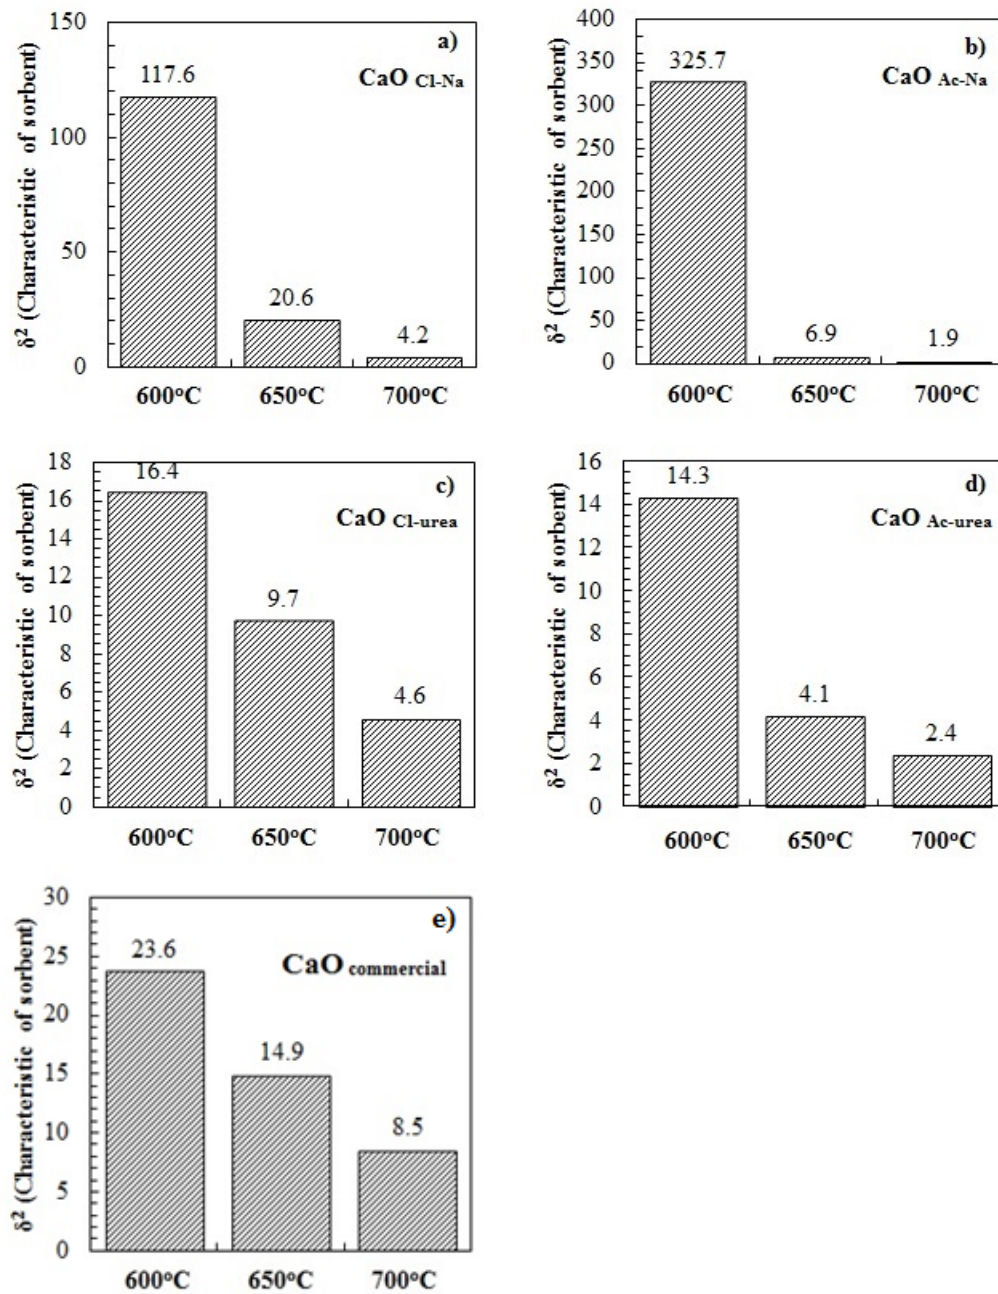 δ² (Characteristic of sorbent)
150
100
50
0
a)
CaO Cl-Na
117.6
20.6
4.2
600°C 650°C 700°C
δ² (Characteristic of sorbent)
400
350
300
250
200
150
100
50
0
b)
CaO Ac-Na
325.7
6.9
1.9
600°C 650°C 700°C
δ² (Characteristic of sorbent)
18
16
14
12
10
8
6
4
2
0
c)
CaO Cl-urea
16.4
9.7
4.6
600°C 650°C 700°C
δ² (Characteristic of sorbent)
16
14
12
10
8
6
4
2
0
d)
CaO Ac-urea
14.3
4.1
2.4
600°C 650°C 700°C
δ² (Characteristic of sorbent)
30
25
20
15
10
5
0
e)
CaO commercial
23.6
14.9
8.5
600°C 650°C 700°C